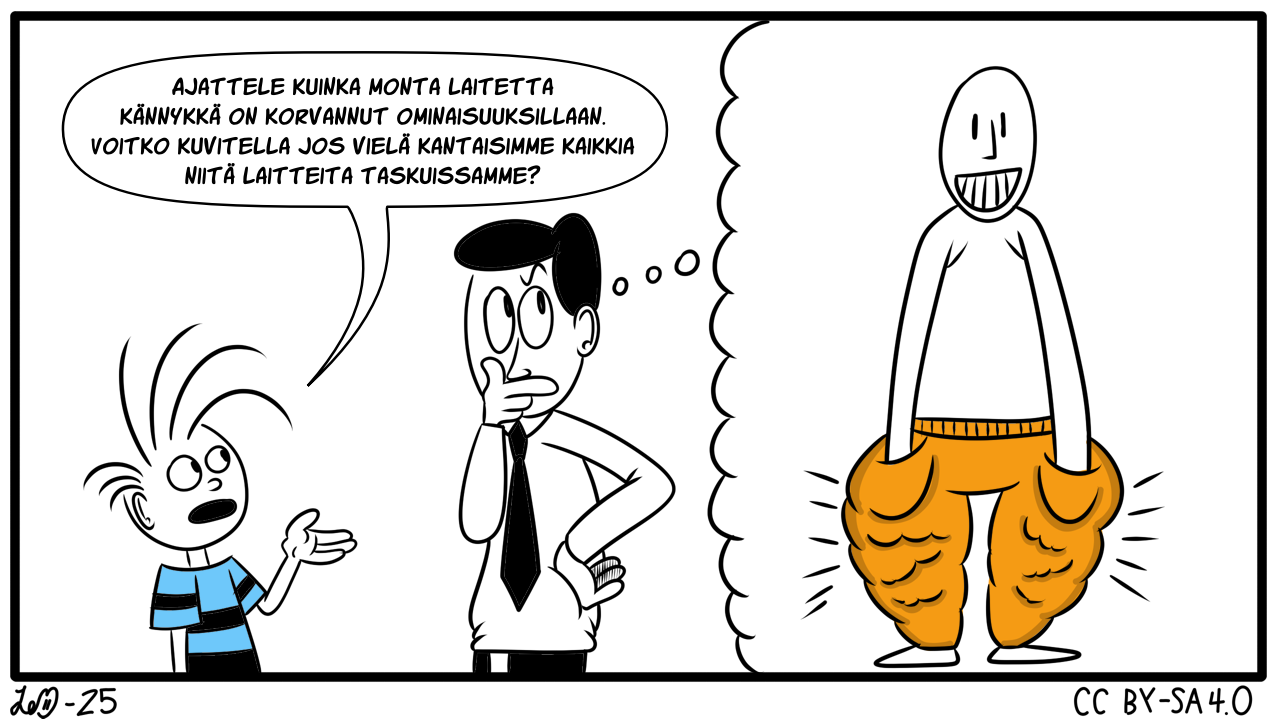 AJATTELE KUINKA MONTA LAITETTA
KÄNNYKKÄ ON KORVANNUT OMINAISUUKSILLAAN.
VOITKO KUVITELLA JOS VIELÄ KANTAISIMME KAIKKIA
NIITÄ LAITTEITA TASKUISSAMME?
-25
CC BY-SA 4.0